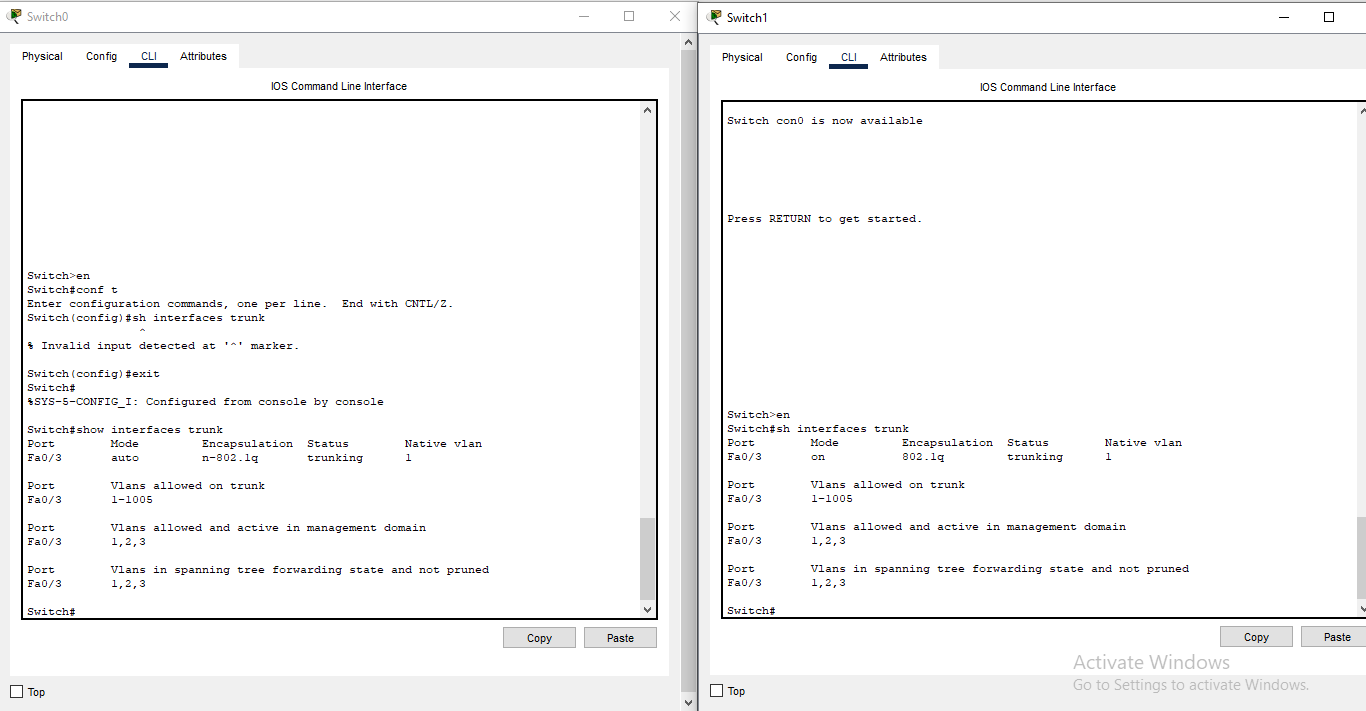 Switch0
Physical Config CLI Attributes
IOS Command Line Interface
Switch>en
Switch#conf t
Enter configuration commands, one per line.  End with CNTL/Z.
Switch(config)#sh interfaces trunk
^
% Invalid input detected at '^' marker.
Switch(config)#exit
Switch#
%SYS-5-CONFIG_I: Configured from console by console
Switch#show interfaces trunk
Port        Mode         Encapsulation  Status        Native vlan
Fa0/3       auto         n-802.1q       trunking      1
Port        Vlans allowed on trunk
Fa0/3       1-1005
Port        Vlans allowed and active in management domain
Fa0/3       1,2,3
Port        Vlans in spanning tree forwarding state and not pruned
Fa0/3       1,2,3
Switch#
Copy Paste
Top
Switch1
Physical Config CLI Attributes
IOS Command Line Interface
Switch con0 is now available
Press RETURN to get started.
Switch>en
Switch#sh interfaces trunk
Port        Mode         Encapsulation  Status        Native vlan
Fa0/3       on           802.1q         trunking      1
Port        Vlans allowed on trunk
Fa0/3       1-1005
Port        Vlans allowed and active in management domain
Fa0/3       1,2,3
Port        Vlans in spanning tree forwarding state and not pruned
Fa0/3       1,2,3
Switch#
Copy Paste
Activate Windows
Go to Settings to activate Windows.
Top